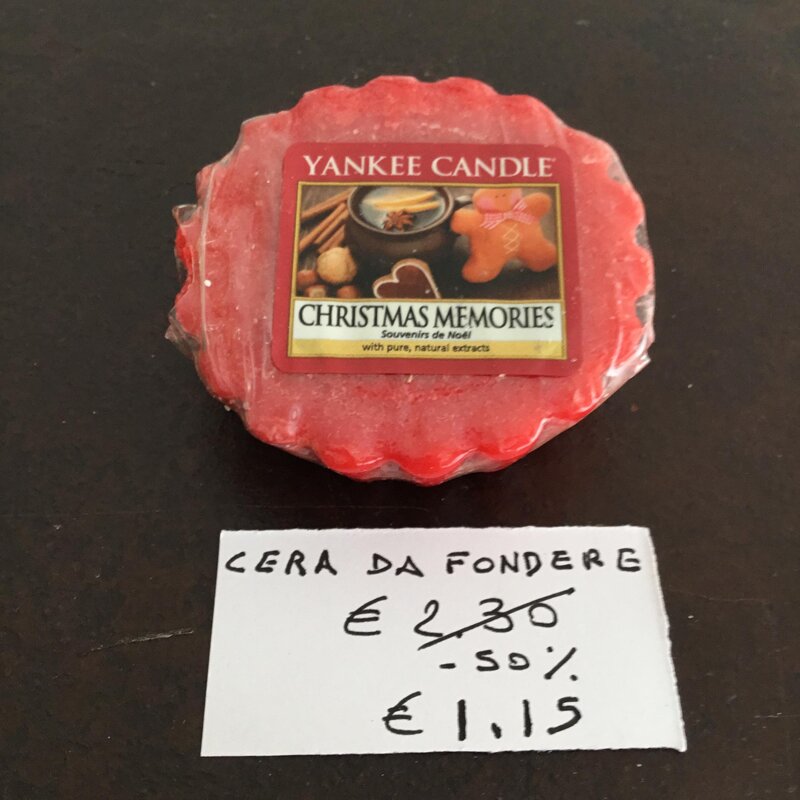 YANKEE CANDLE
CHRISTMAS MEMORIES
Souvenirs de Noël
with pure, natural extracts
CERA DA FONDERE
€ 2.30
-50%
€ 1.15